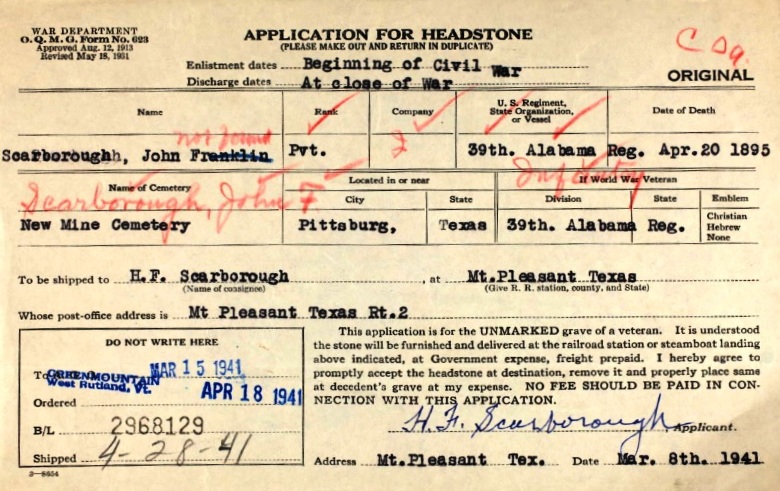 WAR DEPARTMENT
O. Q. M. G. Form No. 623
Approved Aug. 12, 1913
Revised May 18, 1931
APPLICATION FOR HEADSTONE
(PLEASE MAKE OUT AND RETURN IN DUPLICATE)
Enlistment dates Beginning of Civil War
Discharge dates At close of War
ORIGINAL
Name Rank Company U. S. Regiment, State Organization, or Vessel Date of Death
not found
Scarborough, John Franklin Pvt. I 39th. Alabama Reg. Apr.20 1895
Infantry
Name of Cemetery Located in or near If World War Veteran
City State Division State Emblem
Scarborough, John F
New Mine Cemetery Pittsburg, Texas 39th. Alabama Reg. Christian
Hebrew
None
To be shipped to H.F. Scarborough, at Mt.Pleasant Texas
(Name of consignee) (Give R. R. station, county, and State)
Whose post-office address is Mt Pleasant Texas Rt.2
DO NOT WRITE HERE
MAR 15 1941
GREEN MOUNTAIN
West Rutland, Vt.
Ordered APR 18 1941
B/L 2968129
Shipped 4-28-41
3—8654
This application is for the UNMARKED grave of a veteran. It is understood
the stone will be furnished and delivered at the railroad station or steamboat landing
above indicated, at Government expense, freight prepaid. I hereby agree to
promptly accept the headstone at destination, remove it and properly place same
at decedent's grave at my expense. NO FEE SHOULD BE PAID IN CON-
NECTION WITH THIS APPLICATION.
H. F. Scarborough Applicant.
Address Mt.Pleasant Tex. Date Mar. 8th. 1941